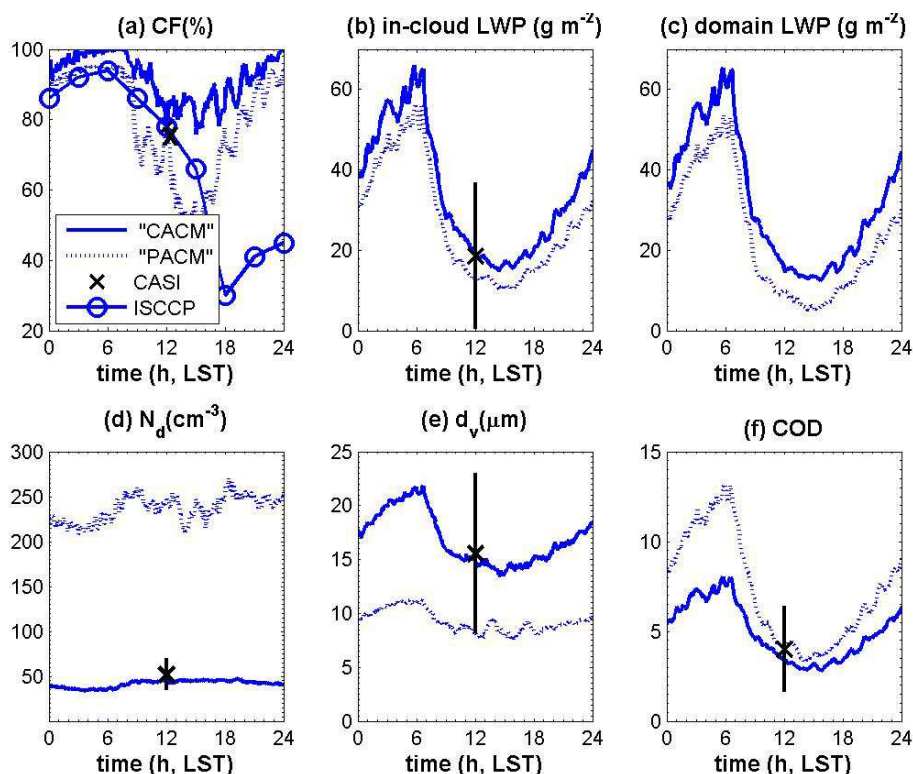 (a) CF(%)
100
80
60
40
20
0 6 12 18 24
time (h, LST)
"CACM"
"PACM"
CASI
ISCCP
(b) in-cloud LWP (g m-2)
60
40
20
0
0 6 12 18 24
time (h, LST)
(c) domain LWP (g m-2)
60
40
20
0
0 6 12 18 24
time (h, LST)
(d) Nd(cm-3)
300
250
200
150
100
50
0 6 12 18 24
time (h, LST)
(e) dv(μm)
25
20
15
10
5
0
0 6 12 18 24
time (h, LST)
(f) COD
15
10
5
0
0 6 12 18 24
time (h, LST)